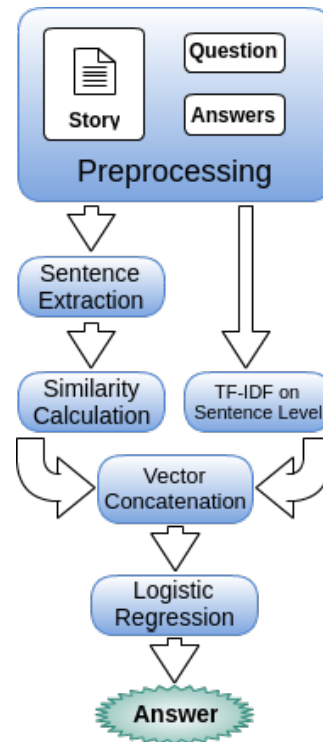 Question
Story
Answers
Preprocessing
Sentence
Extraction
Similarity
Calculation
TF-IDF on
Sentence Level
Vector
Concatenation
Logistic
Regression
Answer